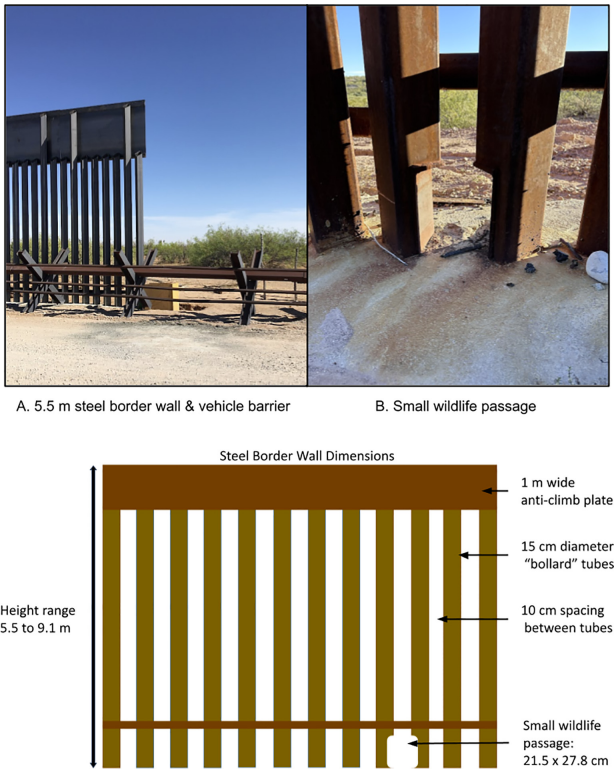 A. 5.5 m steel border wall & vehicle barrier
B. Small wildlife passage
Steel Border Wall Dimensions
1 m wide
anti-climb plate
15 cm diameter
“bollard” tubes
Height range
5.5 to 9.1 m
10 cm spacing
between tubes
Small wildlife
passage:
21.5 x 27.8 cm